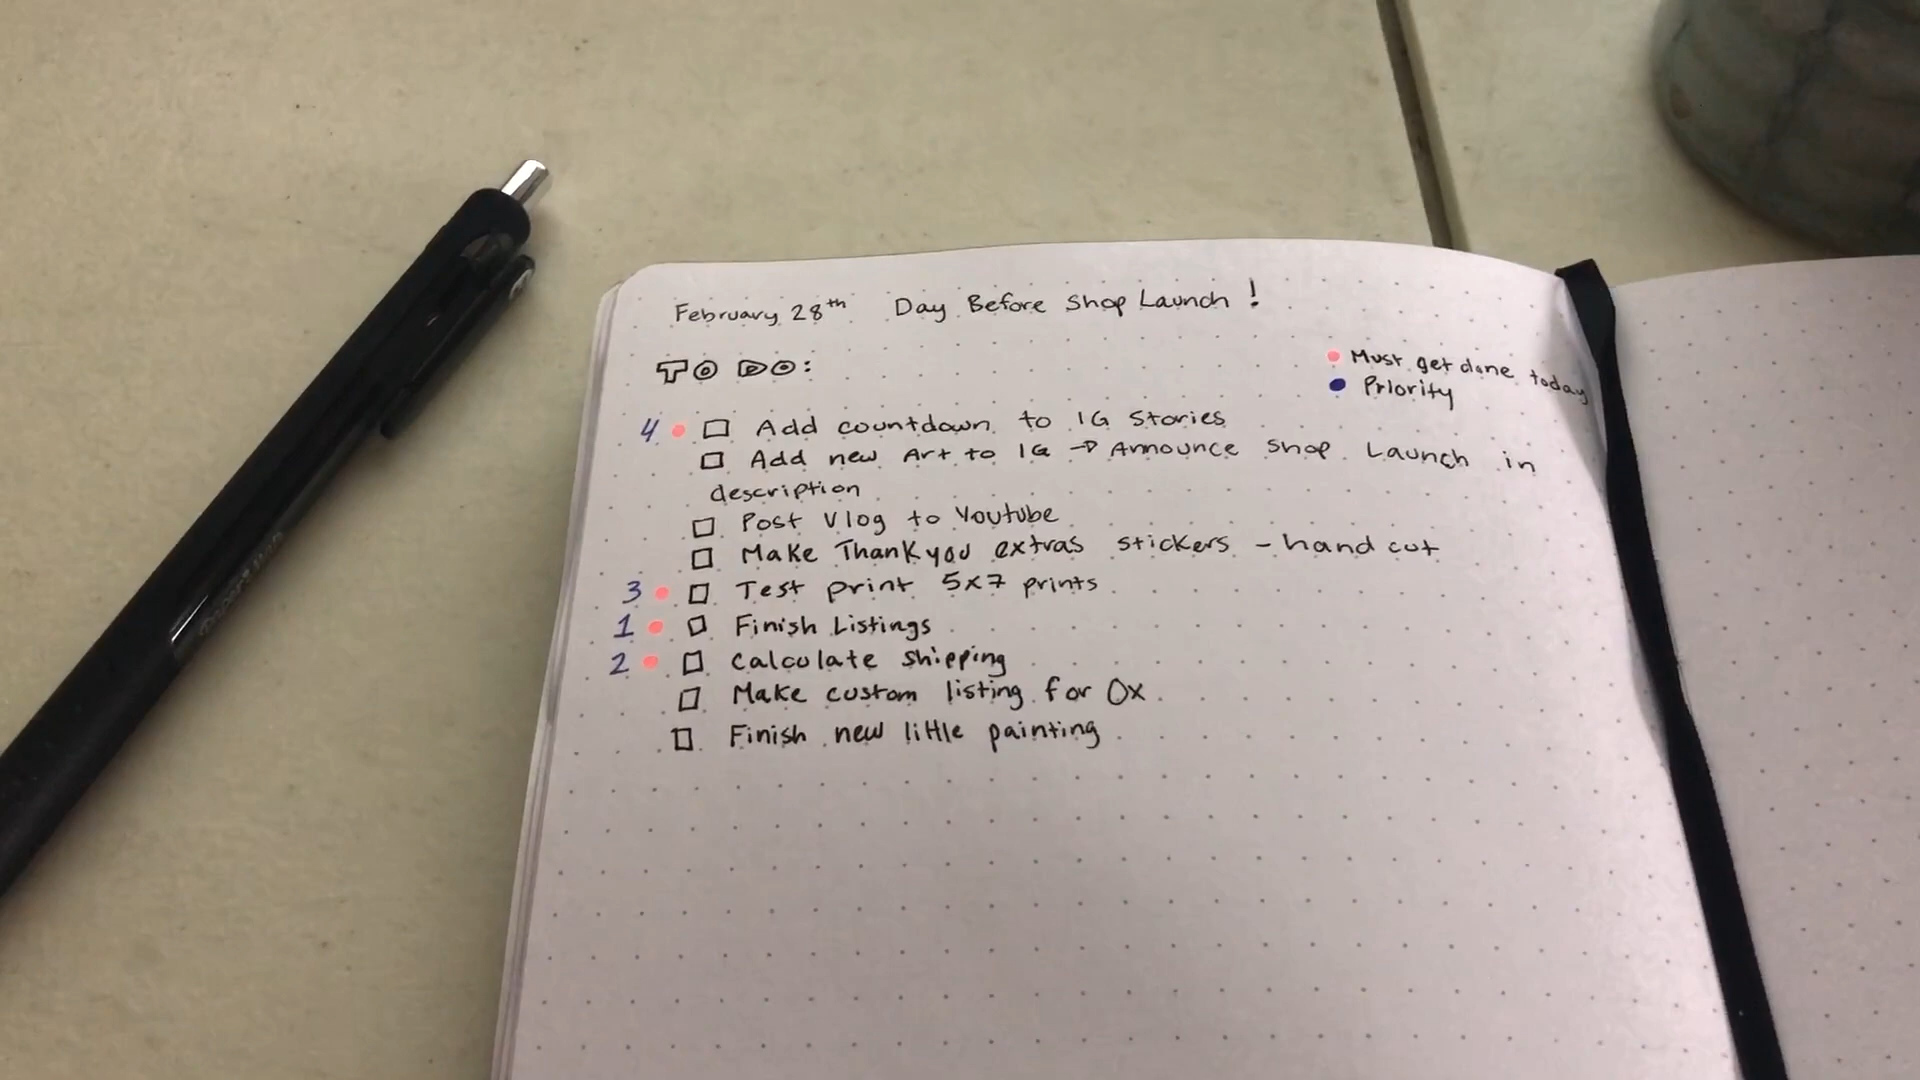 February 28th Day Before Shop Launch!
TO DO:
Must get done today
Priority
4 Add countdown to IG Stories
Add new Art to IG → Announce Shop Launch in
description
Post Vlog to Youtube
Make Thank you extras stickers - hand cut
3 Test print 5x7 prints
1 Finish Listings
2 Calculate Shipping
Make custom listing for Ox
Finish new little painting